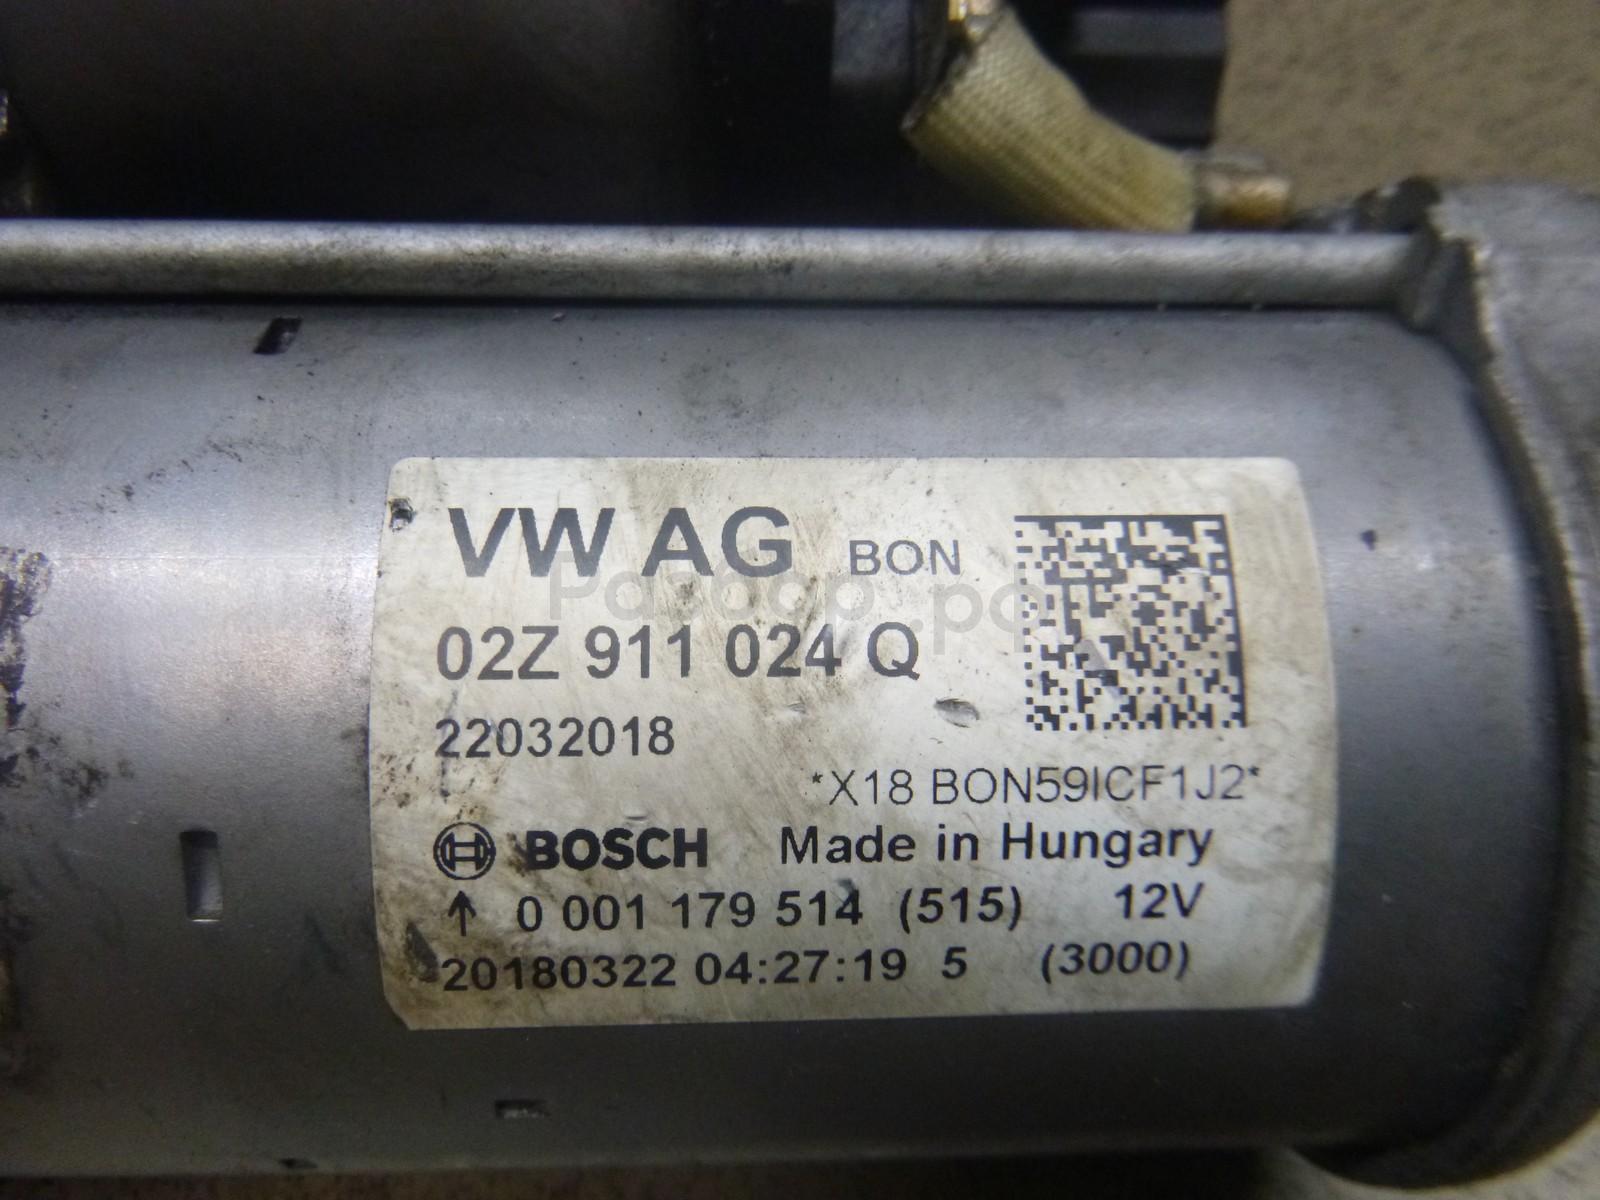 VW AG BON
02Z 911 024 Q
22032018
*X18 BON59ICF1J2*
BOSCH Made in Hungary
↑ 0 001 179 514 (515) 12V
20180322 04:27:19 5 (3000)